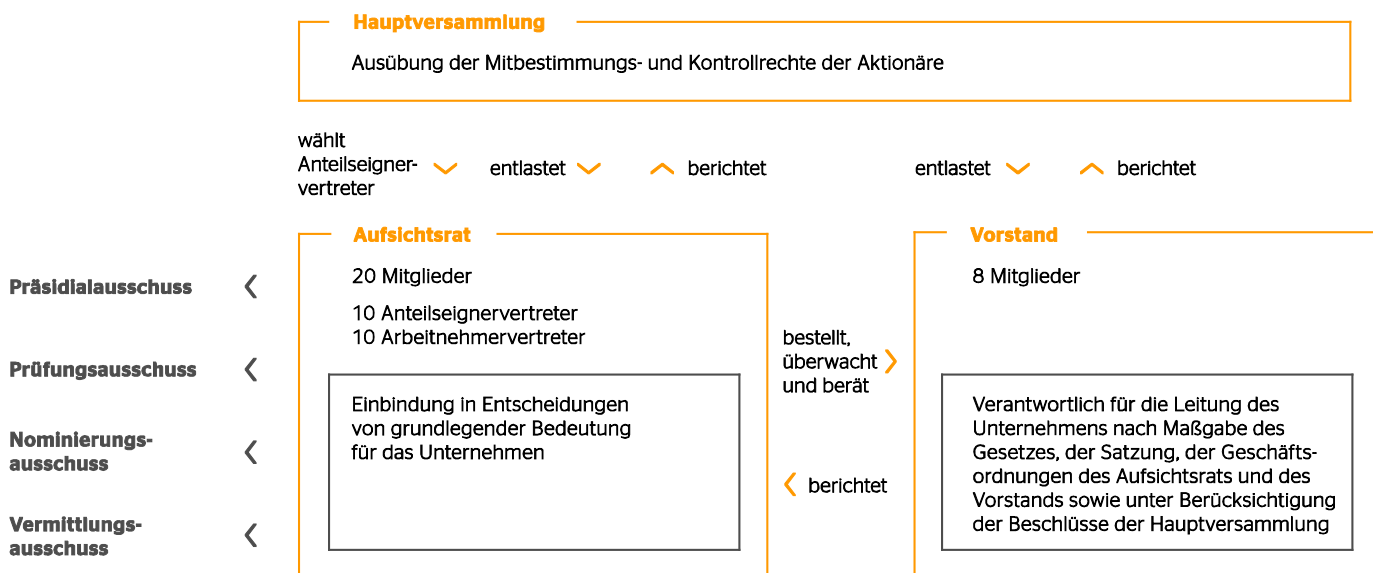 Hauptversammlung
Ausübung der Mitbestimmungs- und Kontrollrechte der Aktionäre
wählt
Anteilseigner-
vertreter
entlastet
berichtet
entlastet
berichtet
Aufsichtsrat
20 Mitglieder
10 Anteilseignervertreter
10 Arbeitnehmervertreter
Einbindung in Entscheidungen
von grundlegender Bedeutung
für das Unternehmen
Präsidialausschuss
Prüfungsausschuss
Nominierungs-
ausschuss
Vermittlungs-
ausschuss
bestellt,
überwacht
und berät
berichtet
Vorstand
8 Mitglieder
Verantwortlich für die Leitung des
Unternehmens nach Maßgabe des
Gesetzes, der Satzung, der Geschäfts-
ordnungen des Aufsichtsrats und des
Vorstands sowie unter Berücksichtigung
der Beschlüsse der Hauptversammlung